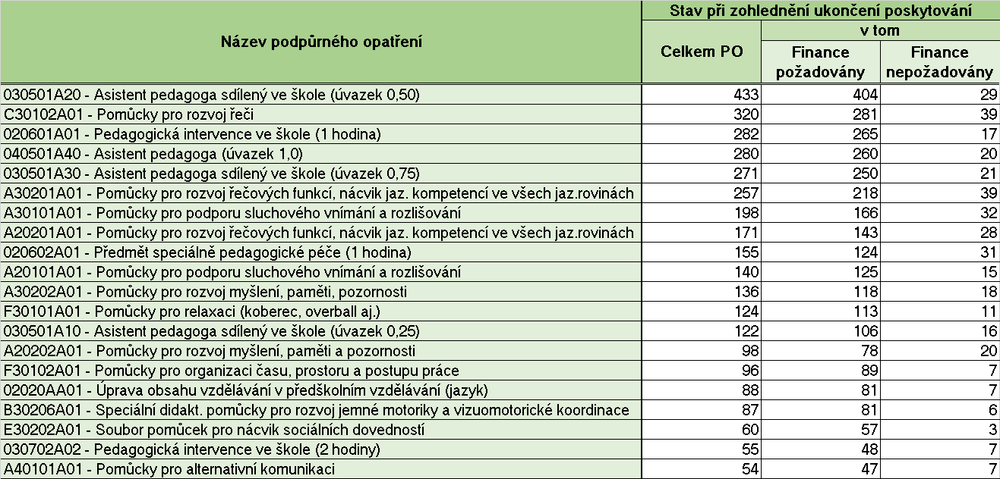 Název podpůrného opatření
Stav při zohlednění ukončení poskytování
Celkem PO
v tom
Finance požadovány
Finance nepožadovány
030501A20 - Asistent pedagoga sdílený ve škole (úvazek 0,50) 433 404 29
C30102A01 - Pomůcky pro rozvoj řeči 320 281 39
020601A01 - Pedagogická intervence ve škole (1 hodina) 282 265 17
040501A40 - Asistent pedagoga (úvazek 1,0) 280 260 20
030501A30 - Asistent pedagoga sdílený ve škole (úvazek 0,75) 271 250 21
A30201A01 - Pomůcky pro rozvoj řečových funkcí, nácvik jaz. kompetencí ve všech jaz.rovinách 257 218 39
A30101A01 - Pomůcky pro podporu sluchového vnímání a rozlišování 198 166 32
A20201A01 - Pomůcky pro rozvoj řečových funkcí, nácvik jaz. kompetencí ve všech jaz.rovinách 171 143 28
020602A01 - Předmět speciálně pedagogické péče (1 hodina) 155 124 31
A20101A01 - Pomůcky pro podporu sluchového vnímání a rozlišování 140 125 15
A30202A01 - Pomůcky pro rozvoj myšlení, paměti, pozornosti 136 118 18
F30101A01 - Pomůcky pro relaxaci (koberec, overball aj.) 124 113 11
030501A10 - Asistent pedagoga sdílený ve škole (úvazek 0,25) 122 106 16
A20202A01 - Pomůcky pro rozvoj myšlení, paměti a pozornosti 98 78 20
F30102A01 - Pomůcky pro organizaci času, prostoru a postupu práce 96 89 7
02020AA01 - Úprava obsahu vzdělávání v předškolním vzdělávání (jazyk) 88 81 7
B30206A01 - Speciální didakt. pomůcky pro rozvoj jemné motoriky a vizuomotorické koordinace 87 81 6
E30202A01 - Soubor pomůcek pro nácvik sociálních dovedností 60 57 3
030702A02 - Pedagogická intervence ve škole (2 hodiny) 55 48 7
A40101A01 - Pomůcky pro alternativní komunikaci 54 47 7